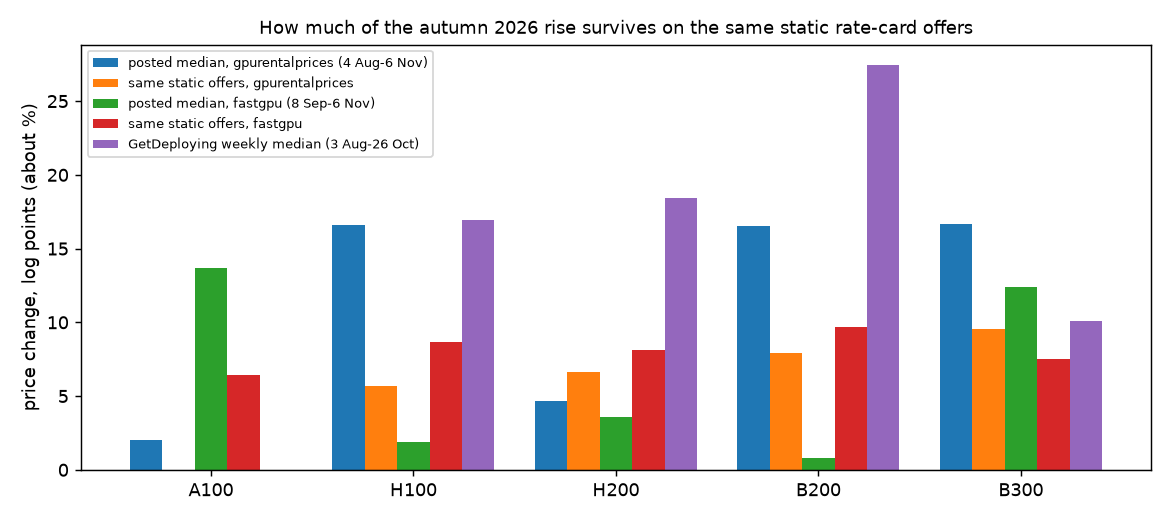 How much of the autumn 2026 rise survives on the same static rate-card offers
posted median, gpurentalprices (4 Aug-6 Nov)
same static offers, gpurentalprices
posted median, fastgpu (8 Sep-6 Nov)
same static offers, fastgpu
GetDeploying weekly median (3 Aug-26 Oct)
price change, log points (about %)
25
20
15
10
5
0
A100
H100
H200
B200
B300